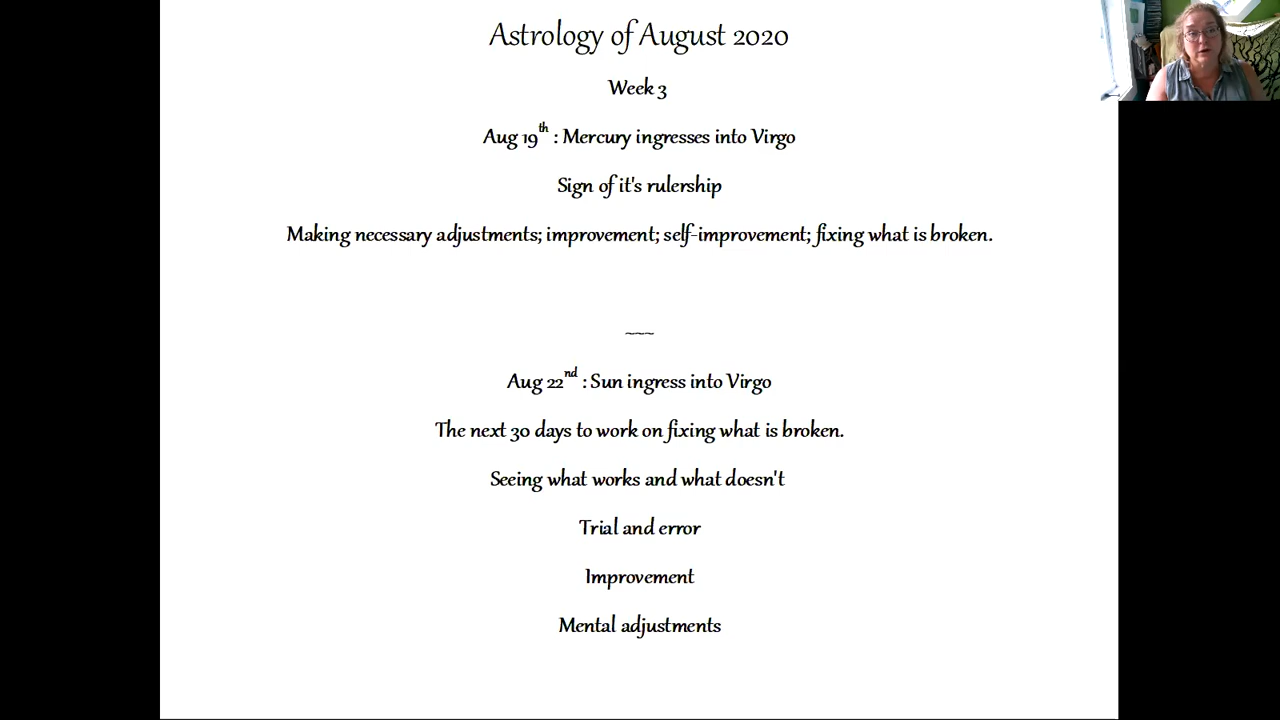 Astrology of August 2020
Week 3
Aug 19th : Mercury ingresses into Virgo
Sign of it's rulership
Making necessary adjustments; improvement; self-improvement; fixing what is broken.
~~~
Aug 22nd : Sun ingress into Virgo
The next 30 days to work on fixing what is broken.
Seeing what works and what doesn't
Trial and error
Improvement
Mental adjustments